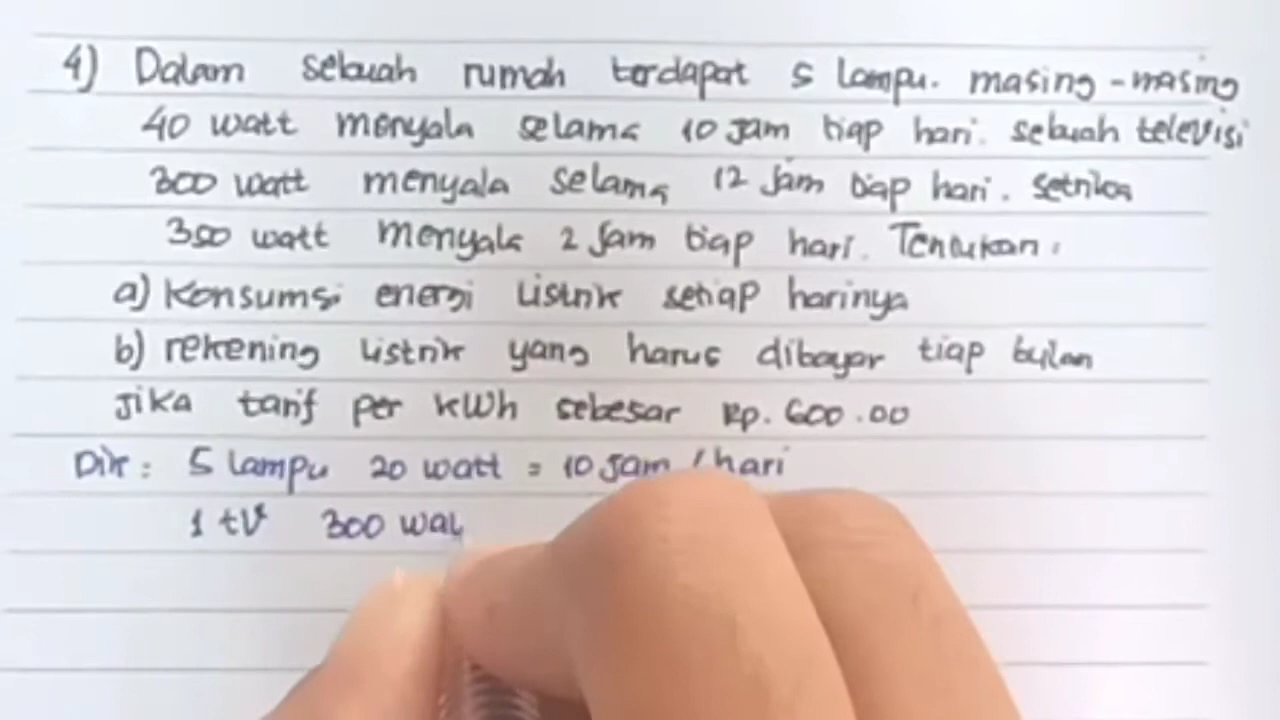 4) Dalam sebuah rumah terdapat 5 lampu. masing-masing
40 watt menyala selama 10 jam tiap hari. sebuah televisi
300 watt menyala selama 12 jam tiap hari. setrika
350 watt menyala 2 jam tiap hari. Tentukan:
a) Konsumsi energi listrik setiap harinya
b) rekening listrik yang harus dibayar tiap bulan
jika tarif per kWh sebesar Rp. 600.00
Dik: 5 lampu 20 watt = 10 jam / hari
1 tV 300 wat